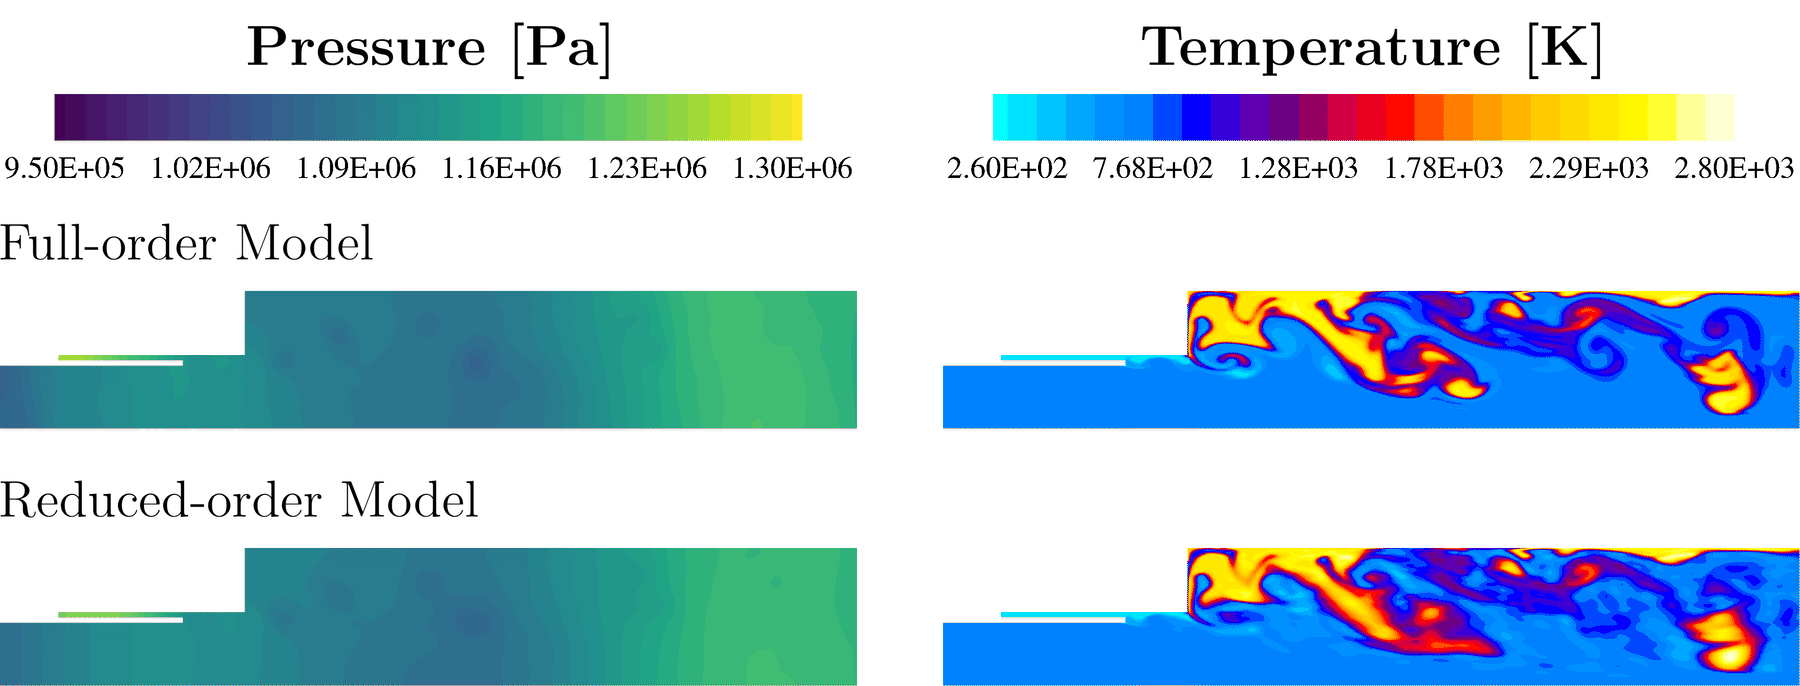 Pressure [Pa]
Temperature [K]
9.50E+05 1.02E+06 1.09E+06 1.16E+06 1.23E+06 1.30E+06
2.60E+02 7.68E+02 1.28E+03 1.78E+03 2.29E+03 2.80E+03
Full-order Model
Reduced-order Model